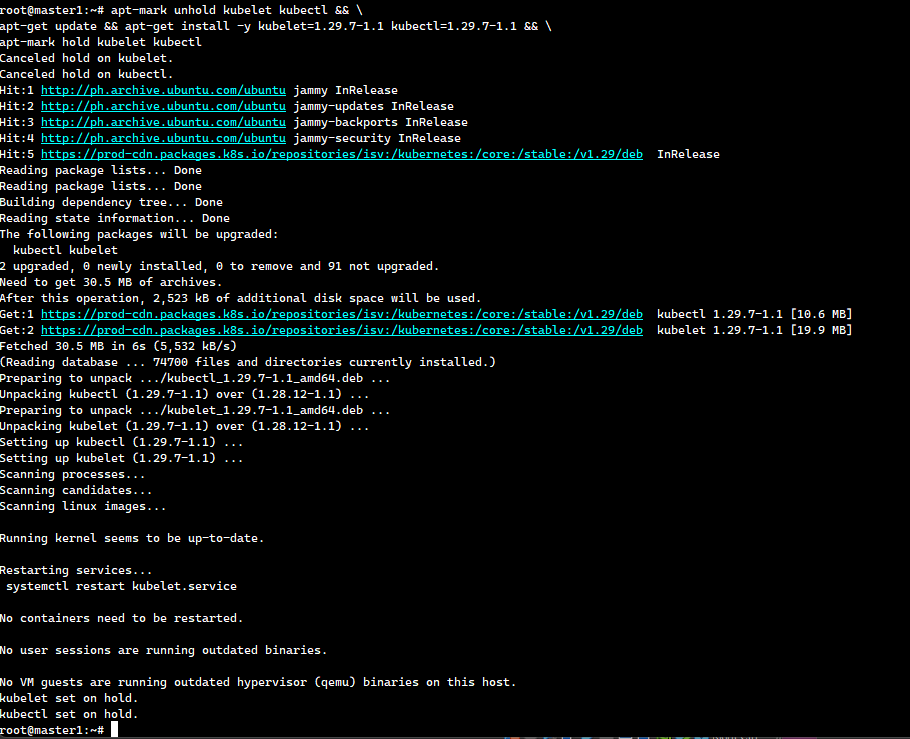 root@master1:~# apt-mark unhold kubelet kubectl && \
apt-get update && apt-get install -y kubelet=1.29.7-1.1 kubectl=1.29.7-1.1 && \
apt-mark hold kubelet kubectl
Canceled hold on kubelet.
Canceled hold on kubectl.
Hit:1 http://ph.archive.ubuntu.com/ubuntu jammy InRelease
Hit:2 http://ph.archive.ubuntu.com/ubuntu jammy-updates InRelease
Hit:3 http://ph.archive.ubuntu.com/ubuntu jammy-backports InRelease
Hit:4 http://ph.archive.ubuntu.com/ubuntu jammy-security InRelease
Hit:5 https://prod-cdn.packages.k8s.io/repositories/isv:/kubernetes:/core:/stable:/v1.29/deb  InRelease
Reading package lists... Done
Reading package lists... Done
Building dependency tree... Done
Reading state information... Done
The following packages will be upgraded:
  kubectl kubelet
2 upgraded, 0 newly installed, 0 to remove and 91 not upgraded.
Need to get 30.5 MB of archives.
After this operation, 2,523 kB of additional disk space will be used.
Get:1 https://prod-cdn.packages.k8s.io/repositories/isv:/kubernetes:/core:/stable:/v1.29/deb  kubectl 1.29.7-1.1 [10.6 MB]
Get:2 https://prod-cdn.packages.k8s.io/repositories/isv:/kubernetes:/core:/stable:/v1.29/deb  kubelet 1.29.7-1.1 [19.9 MB]
Fetched 30.5 MB in 6s (5,532 kB/s)
(Reading database ... 74700 files and directories currently installed.)
Preparing to unpack .../kubectl_1.29.7-1.1_amd64.deb ...
Unpacking kubectl (1.29.7-1.1) over (1.28.12-1.1) ...
Preparing to unpack .../kubelet_1.29.7-1.1_amd64.deb ...
Unpacking kubelet (1.29.7-1.1) over (1.28.12-1.1) ...
Setting up kubectl (1.29.7-1.1) ...
Setting up kubelet (1.29.7-1.1) ...
Scanning processes...
Scanning candidates...
Scanning linux images...

Running kernel seems to be up-to-date.

Restarting services...
 systemctl restart kubelet.service

No containers need to be restarted.

No user sessions are running outdated binaries.

No VM guests are running outdated hypervisor (qemu) binaries on this host.
kubelet set on hold.
kubectl set on hold.
root@master1:~#